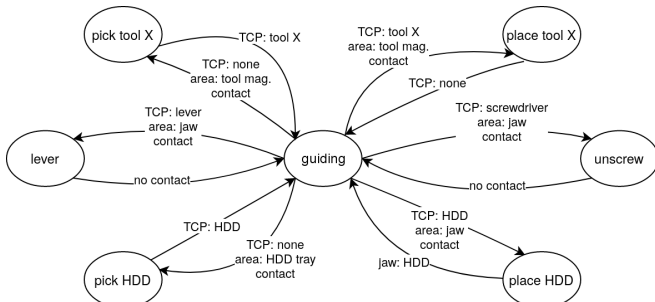 pick tool X
TCP: tool X
TCP: none
area: tool mag.
contact
TCP: tool X
area: tool mag.
contact
place tool X
TCP: none
TCP: lever
area: jaw
contact
TCP: screwdriver
area: jaw
contact
lever
guiding
unscrew
no contact
no contact
TCP: HDD
TCP: none
area: HDD tray
contact
TCP: HDD
area: jaw
contact
jaw: HDD
pick HDD
place HDD